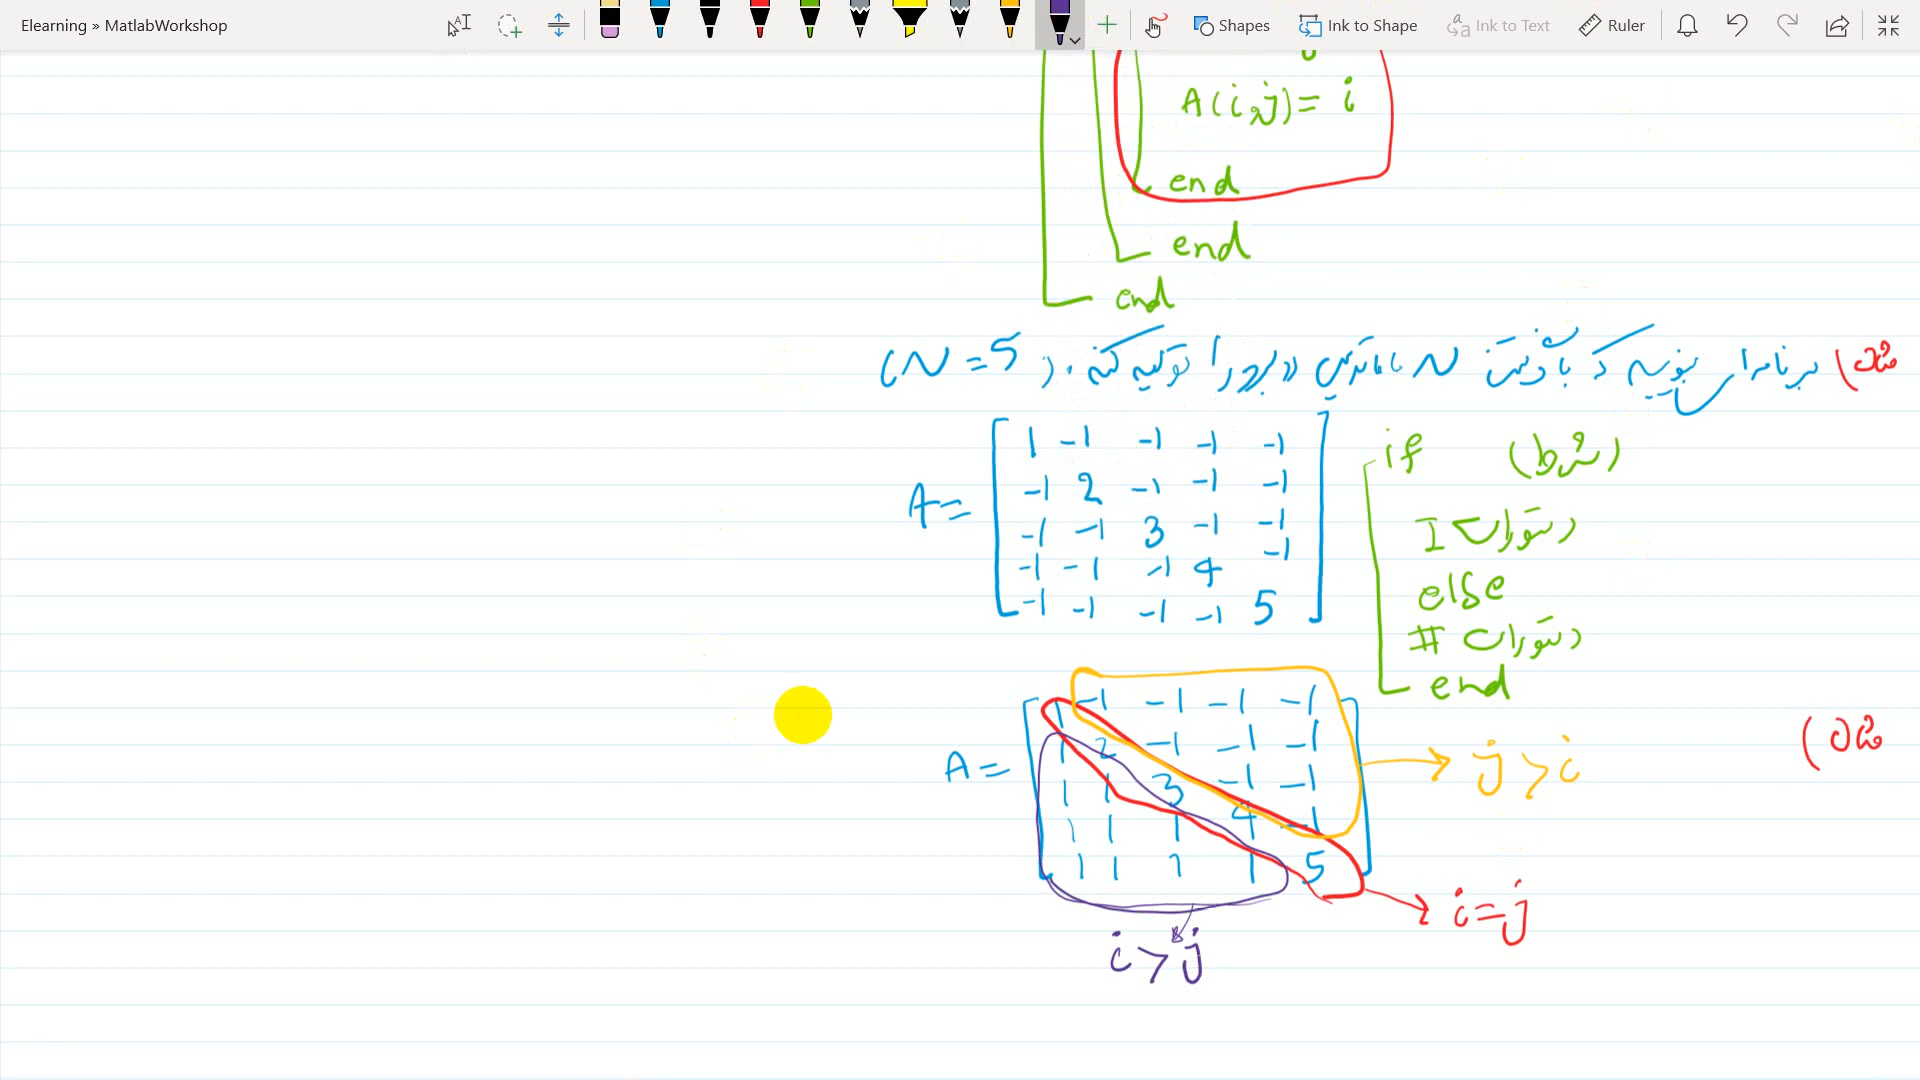 Elearning » MatlabWorkshop
Shapes Ink to Shape Ink to Text Ruler
A(i,j)= i
end
end
end
مثال) برنامه‌ای بنویسید که با دریافت N ماتریس زیر را تولید کند. (N=5
A=
1 -1 -1 -1 -1
-1 2 -1 -1 -1
-1 -1 3 -1 -1
-1 -1 -1 4 -1
-1 -1 -1 -1 5
if (شرط)
دستورات I
else
دستورات II
end
مثال)
A=
1 -1 -1 -1 -1
1 2 -1 -1 -1
1 1 3 -1 -1
1 1 1 4 -1
1 1 1 1 5
j>i
i=j
i>j